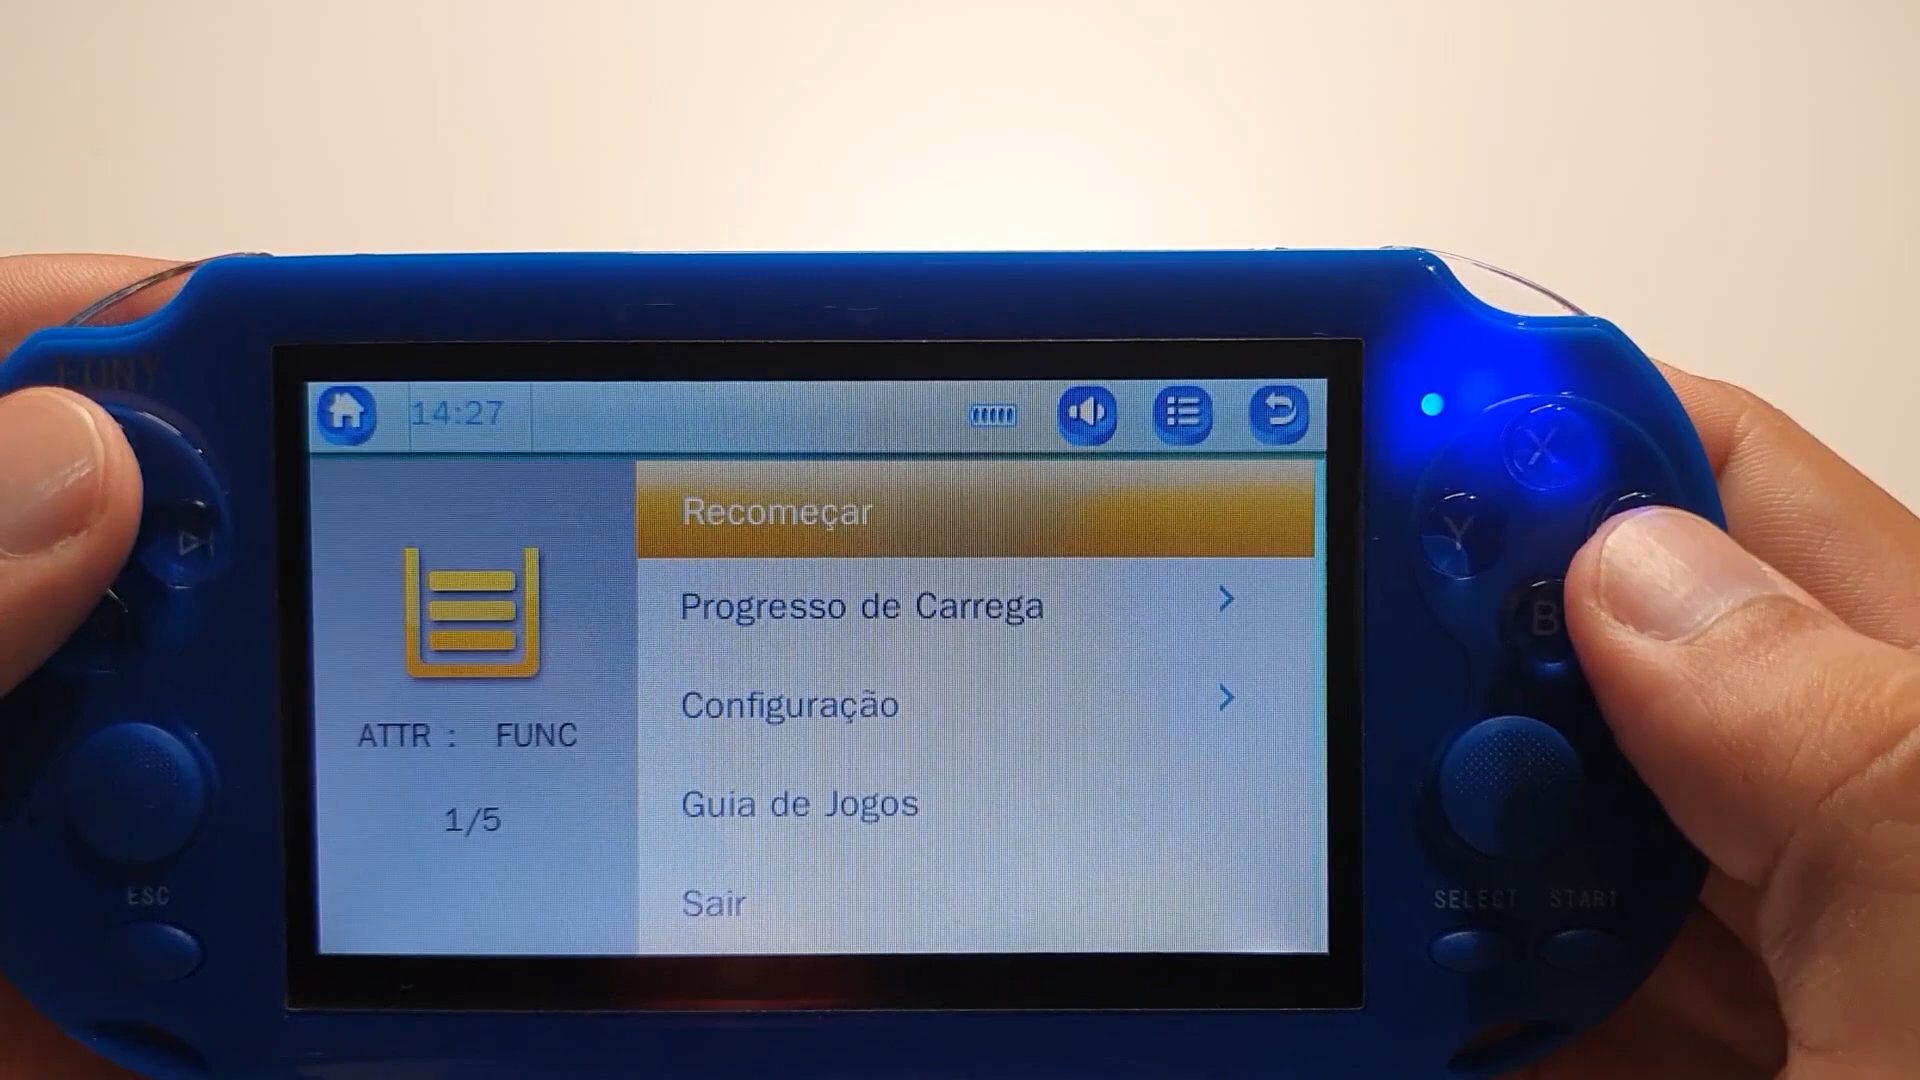 14:27
Recomeçar
Progresso de Carrega
Configuração
Guia de Jogos
Sair
ATTR : FUNC
1/5
X
Y
B
ESC
SELECT START